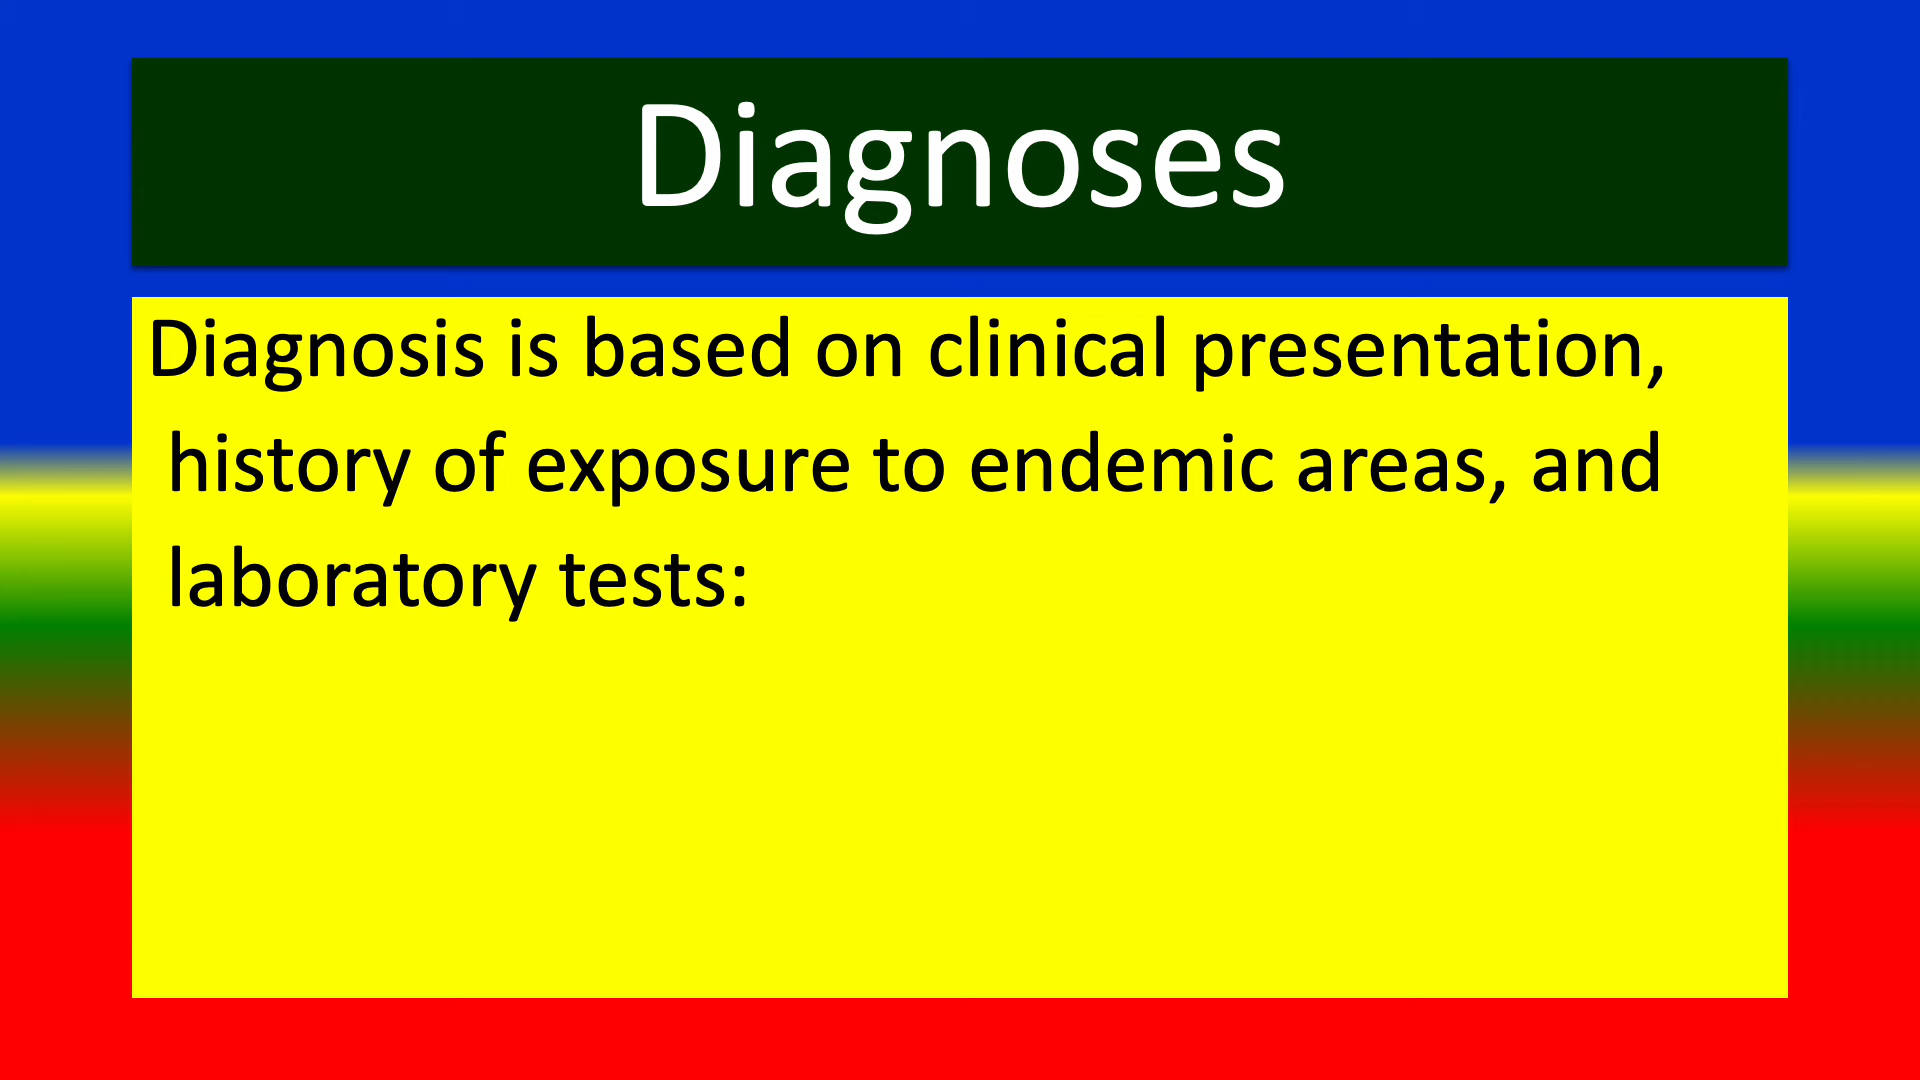 Diagnoses
Diagnosis is based on clinical presentation,
history of exposure to endemic areas, and
laboratory tests: